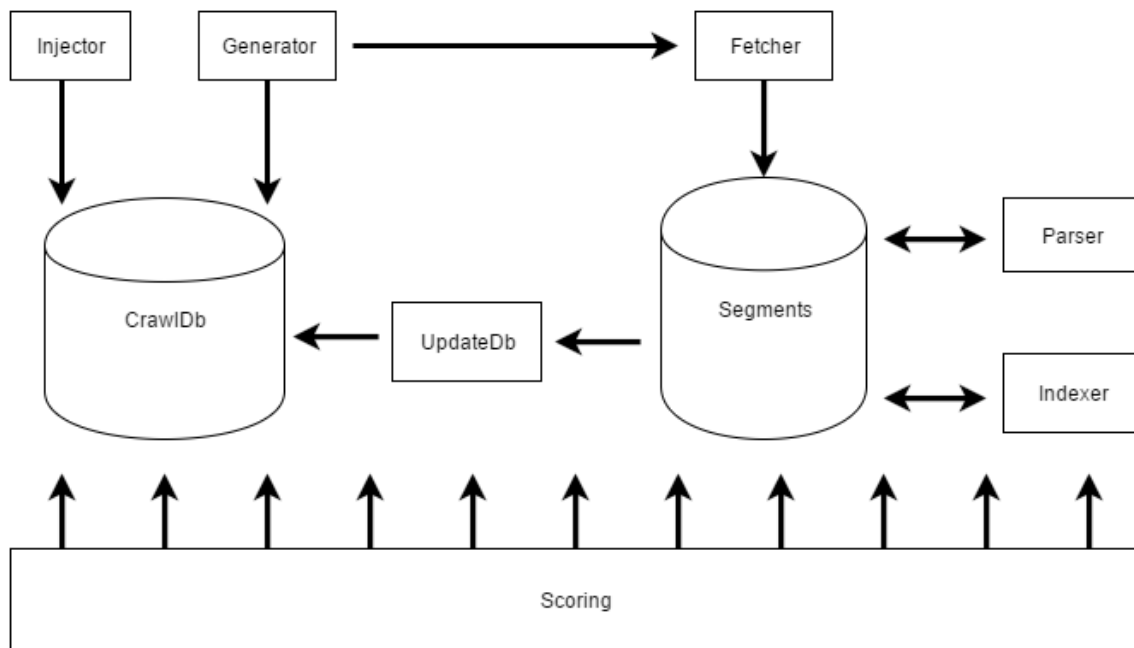 Injector
Generator
Fetcher
Parser
Segments
CrawlDb
UpdateDb
Indexer
Scoring